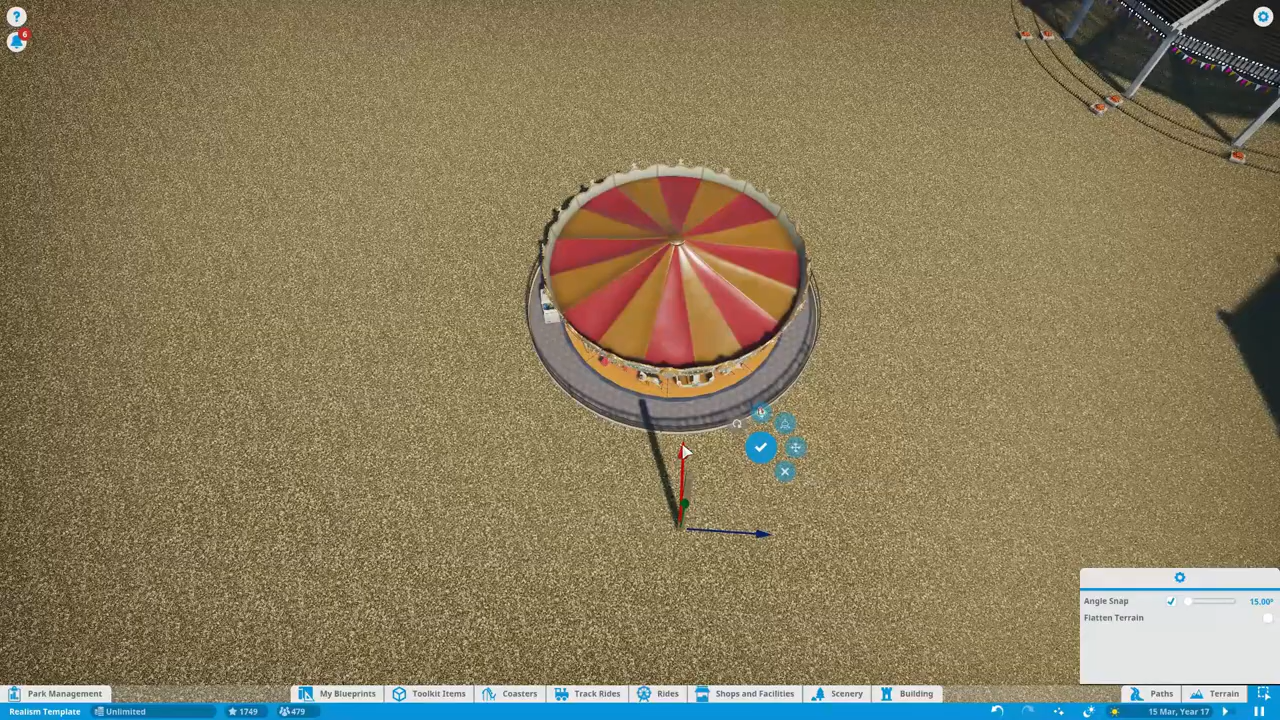 ?
6
Angle Snap 15.00°
Flatten Terrain
Park Management My Blueprints Toolkit Items Coasters Track Rides Rides Shops and Facilities Scenery Building Paths Terrain
Realism Template Unlimited 1749 479 15 Mar, Year 17